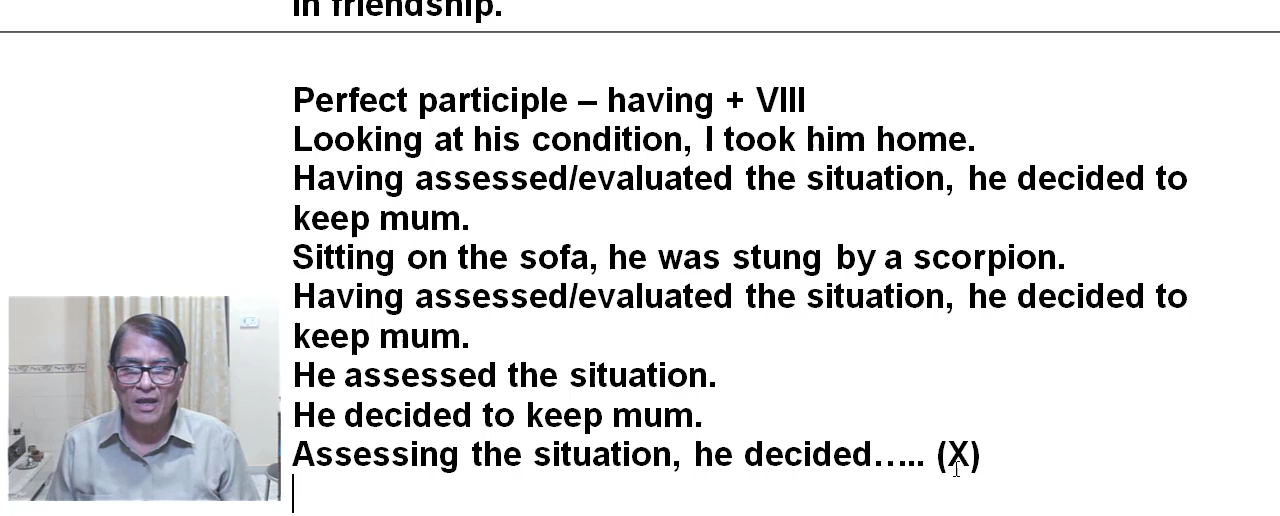 in friendship.
Perfect participle – having + VIII
Looking at his condition, I took him home.
Having assessed/evaluated the situation, he decided to
keep mum.
Sitting on the sofa, he was stung by a scorpion.
Having assessed/evaluated the situation, he decided to
keep mum.
He assessed the situation.
He decided to keep mum.
Assessing the situation, he decided….. (X)